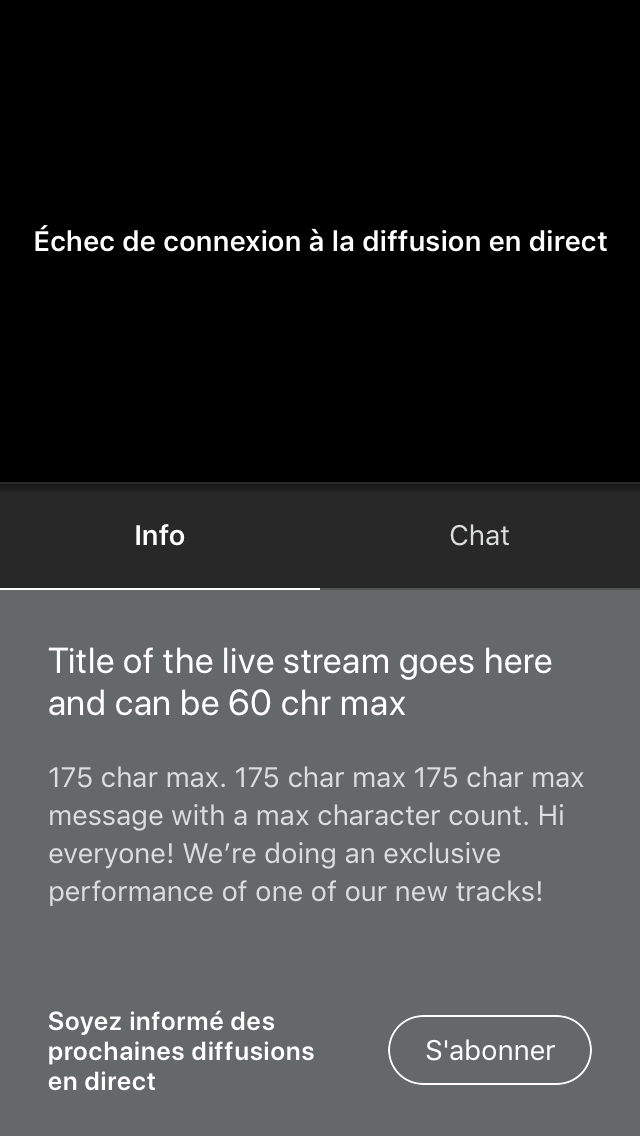 Échec de connexion à la diffusion en direct
Info
Chat
Title of the live stream goes here
and can be 60 chr max
175 char max. 175 char max 175 char max
message with a max character count. Hi
everyone! We’re doing an exclusive
performance of one of our new tracks!
Soyez informé des
prochaines diffusions
en direct
S'abonner